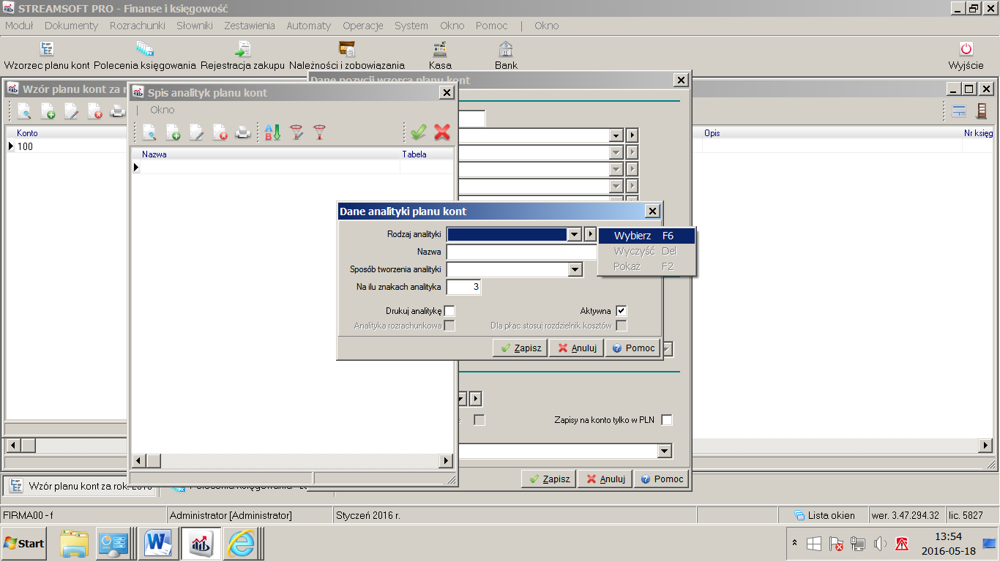 STREAMSOFT PRO - Finanse i księgowość
Moduł Dokumenty Rozrachunki Słowniki Zestawienia Automaty Operacje System Okno Pomoc | Okno
Wzorzec planu kont Polecenia księgowania Rejestracja zakupu Należności i zobowiązania Kasa Bank Wyjście
Dane pozycji wzorca planu kont
Wzór planu kont za r
Spis analityk planu kont
| Okno
Konto
Opis
Nr księg
100
Nazwa Tabela
Dane analityki planu kont
Rodzaj analityki
Wybierz F6
Nazwa
Wyczyść Del
Pokaż F2
Sposób tworzenia analityki
Na ilu znakach analityka 3
Drukuj analitykę Aktywna
Analityka rozrachunkowa Dla płac stosuj rozdzielnik kosztów
Zapisz Anuluj Pomoc
Zapisy na konto tylko w PLN
Zapisz Anuluj Pomoc
Wzór planu kont za rok
FIRMA00 - f Administrator [Administrator] Styczeń 2016 r. Lista okien wer. 3.47.294.32 lic. 5827
Start
13:54
2016-05-18